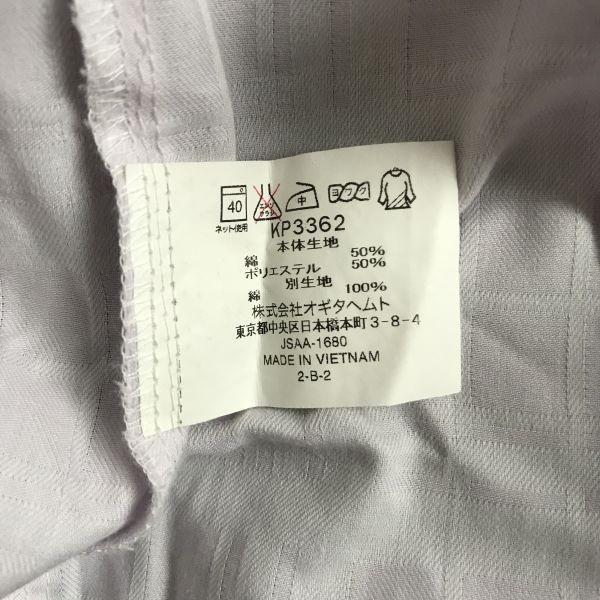 40
中
ヨワク
ネット使用
KP3362
本体生地
綿 50%
ポリエステル 50%
別生地
綿 100%
株式会社オギタヘムト
東京都中央区日本橋本町3-8-4
JSAA-1680
MADE IN VIETNAM
2-B-2